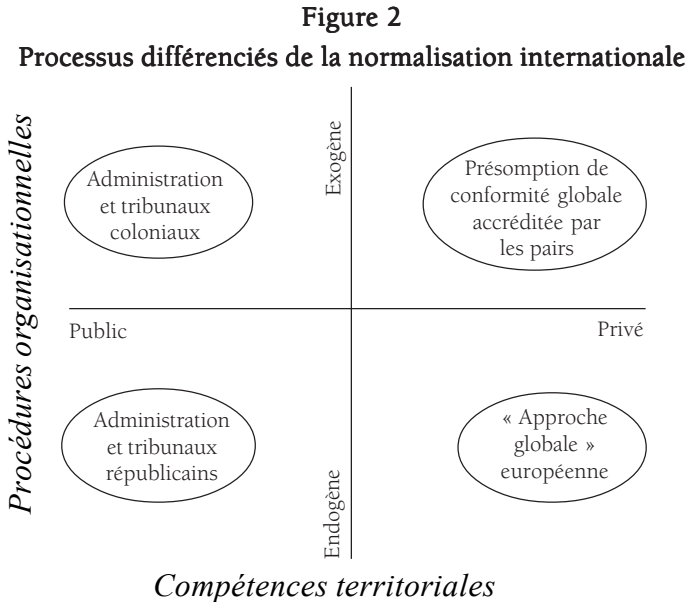 Figure 2
Processus différenciés de la normalisation internationale
Procédures organisationnelles
Exogène
Administration
et tribunaux
coloniaux
Présomption de
conformité globale
accréditée par
les pairs
Public
Privé
Administration
et tribunaux
républicains
« Approche
globale »
européenne
Endogène
Compétences territoriales